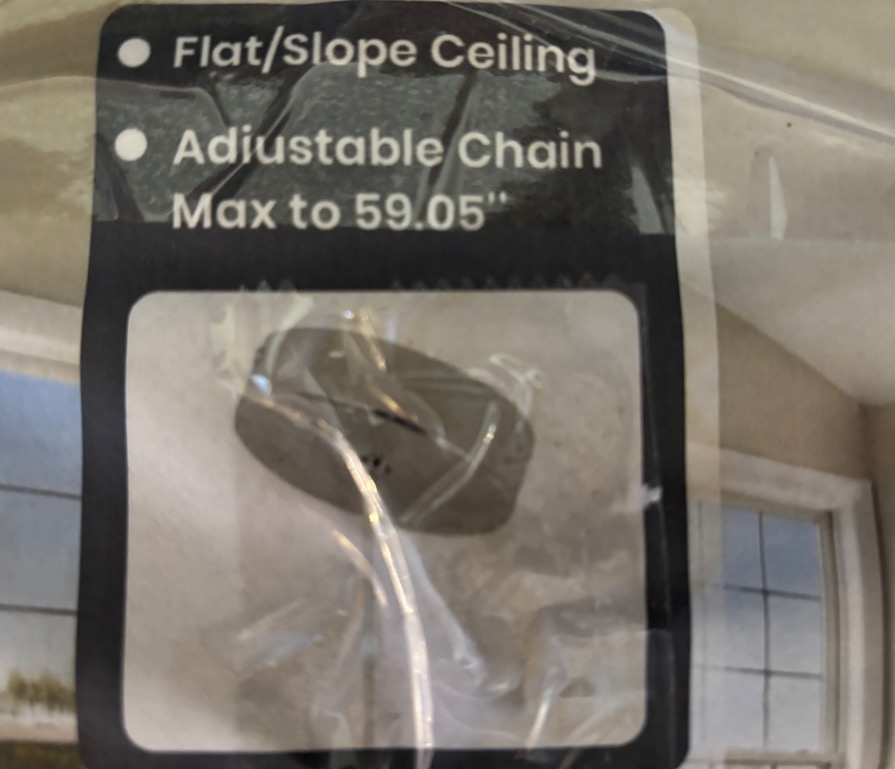 Flat/Slope Ceiling
Adiustable Chain
Max to 59.05"